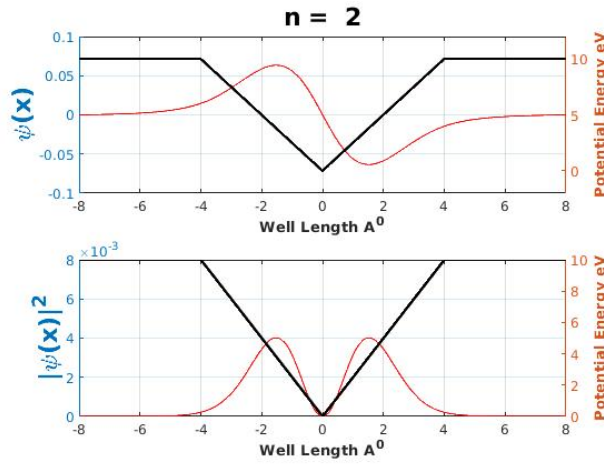 n = 2
0.1
0.05
0
-0.05
-0.1
ψ(x)
10
5
0
Potential Energy eV
-8 -6 -4 -2 0 2 4 6 8
Well Length A⁰
×10⁻³
8
6
4
2
0
|ψ(x)|²
10
8
6
4
2
0
Potential Energy eV
-8 -6 -4 -2 0 2 4 6 8
Well Length A⁰